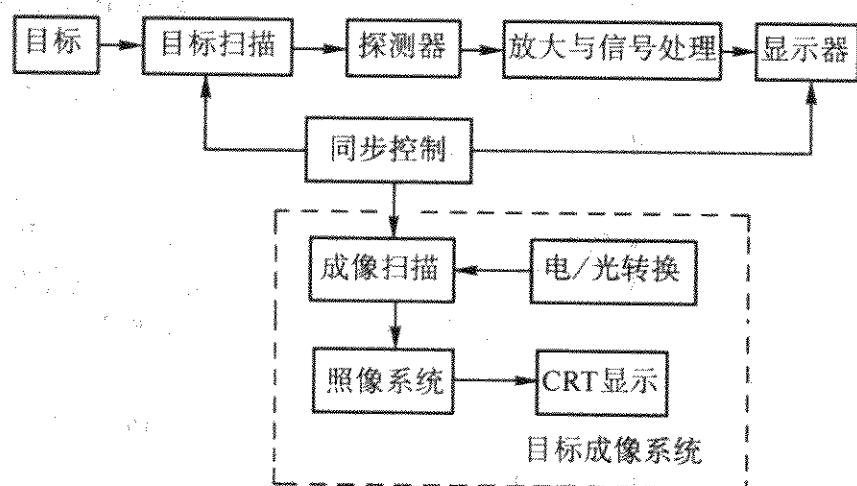 目标
目标扫描
探测器
放大与信号处理
显示器
同步控制
成像扫描
电/光转换
照像系统
CRT显示
目标成像系统